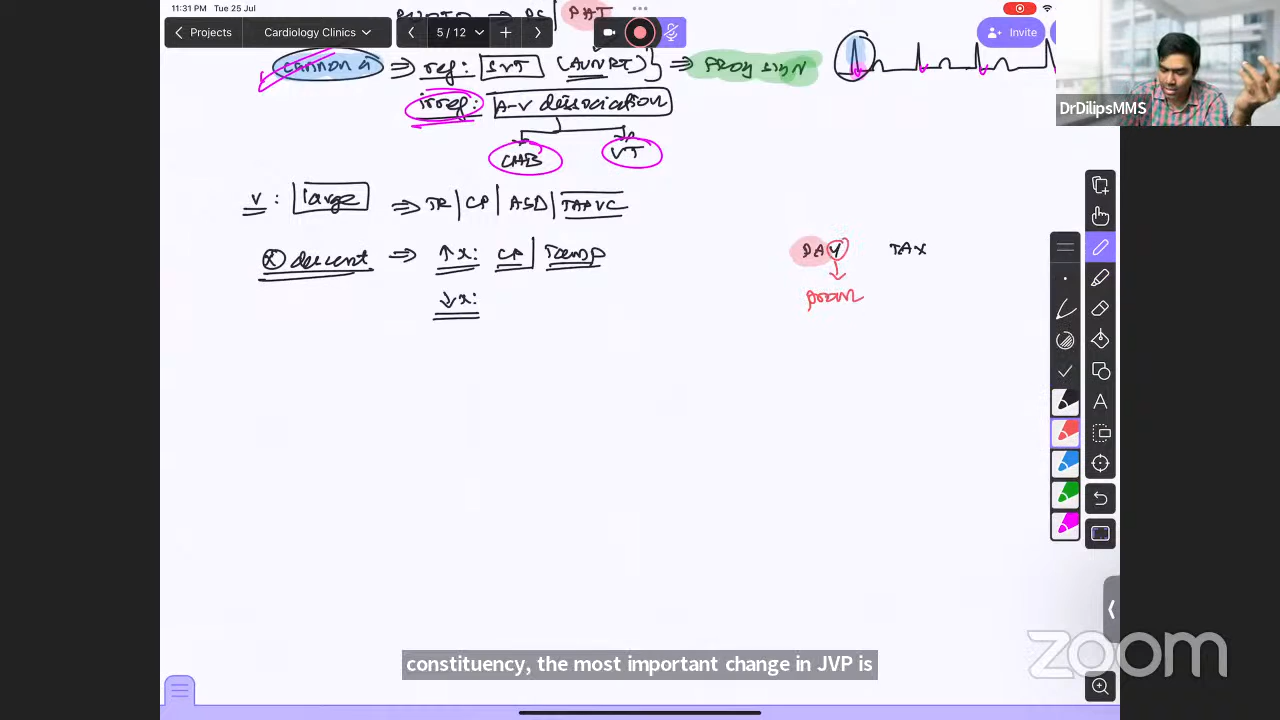 11:31 PM Tue 25 Jul
PAT
Projects
Cardiology Clinics
5 / 12
Invite
cannon a ⇒ reg: SVT (AVNRT) } ⇒ FROG SIGN
DrDilipsMMS
irreg: A-V dissociation
CHB VT
v: large ⇒ TR | CP | ASD | TAPVC
(x) descent ⇒ ↑x: CP | Tamp
PAY TAX
↓x:
A
constituency, the most important change in JVP is
zoom